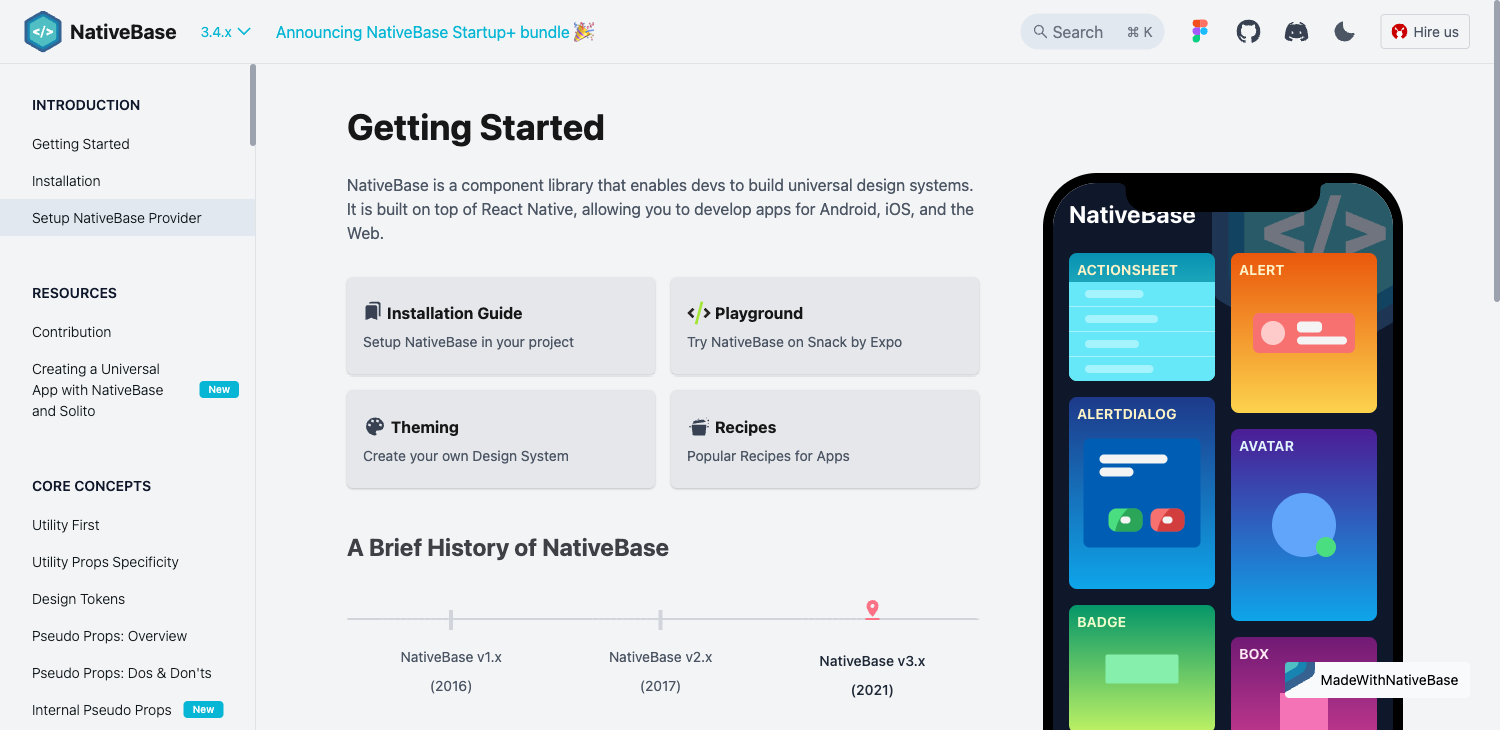 NativeBase
3.4.x
Announcing NativeBase Startup+ bundle 🎉
Search
⌘ K
Hire us
INTRODUCTION
Getting Started
Installation
Setup NativeBase Provider
RESOURCES
Contribution
Creating a Universal
App with NativeBase
and Solito
New
CORE CONCEPTS
Utility First
Utility Props Specificity
Design Tokens
Pseudo Props: Overview
Pseudo Props: Dos & Don'ts
Internal Pseudo Props
New
Getting Started
NativeBase is a component library that enables devs to build universal design systems.
It is built on top of React Native, allowing you to develop apps for Android, iOS, and the
Web.
Installation Guide
Setup NativeBase in your project
</> Playground
Try NativeBase on Snack by Expo
Theming
Create your own Design System
Recipes
Popular Recipes for Apps
A Brief History of NativeBase
NativeBase v1.x
(2016)
NativeBase v2.x
(2017)
NativeBase v3.x
(2021)
NativeBase
</>
ACTIONSHEET
ALERT
ALERTDIALOG
AVATAR
BADGE
BOX
MadeWithNativeBase